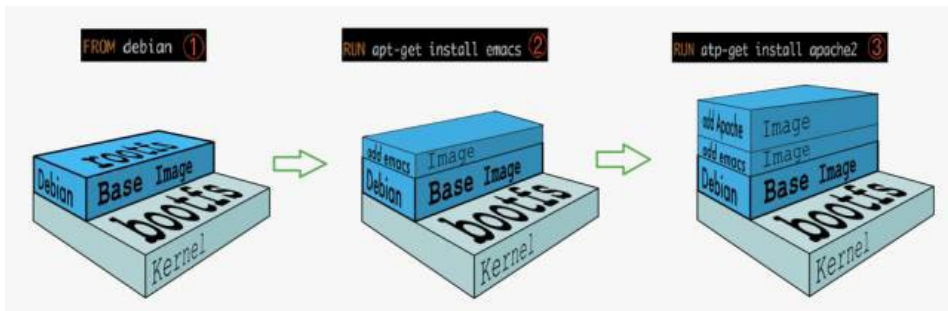 FROM debian ①
RUN apt-get install emacs ②
RUN atp-get install apache2 ③
rootfs
Debian
Base Image
bootfs
Kernel
add emacs
Image
Debian
Base Image
bootfs
Kernel
add Apache
Image
add emacs
Image
Debian
Base Image
bootfs
Kernel